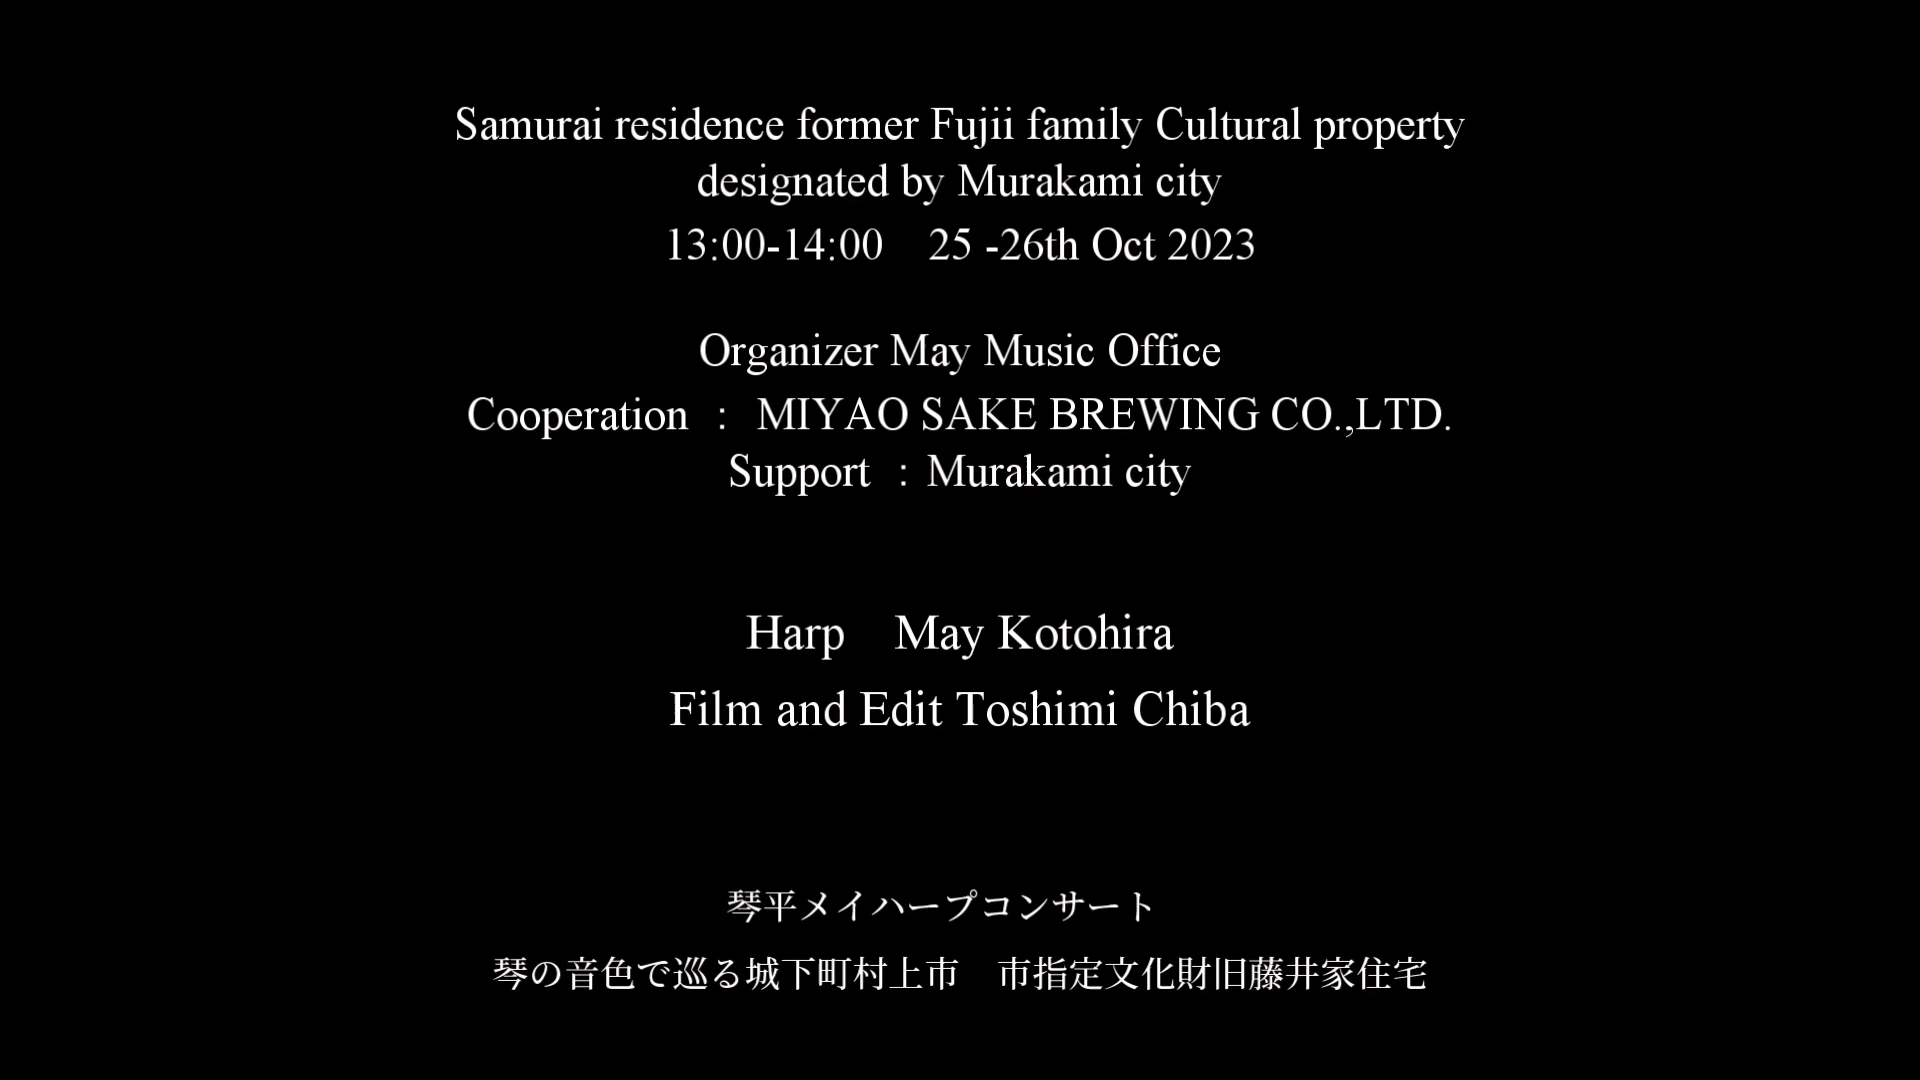 Samurai residence former Fujii family Cultural property
designated by Murakami city
13:00-14:00　25 -26th Oct 2023
Organizer May Music Office
Cooperation ： MIYAO SAKE BREWING CO.,LTD.
Support ：Murakami city
Harp　May Kotohira
Film and Edit Toshimi Chiba
琴平メイハープコンサート
琴の音色で巡る城下町村上市　市指定文化財旧藤井家住宅